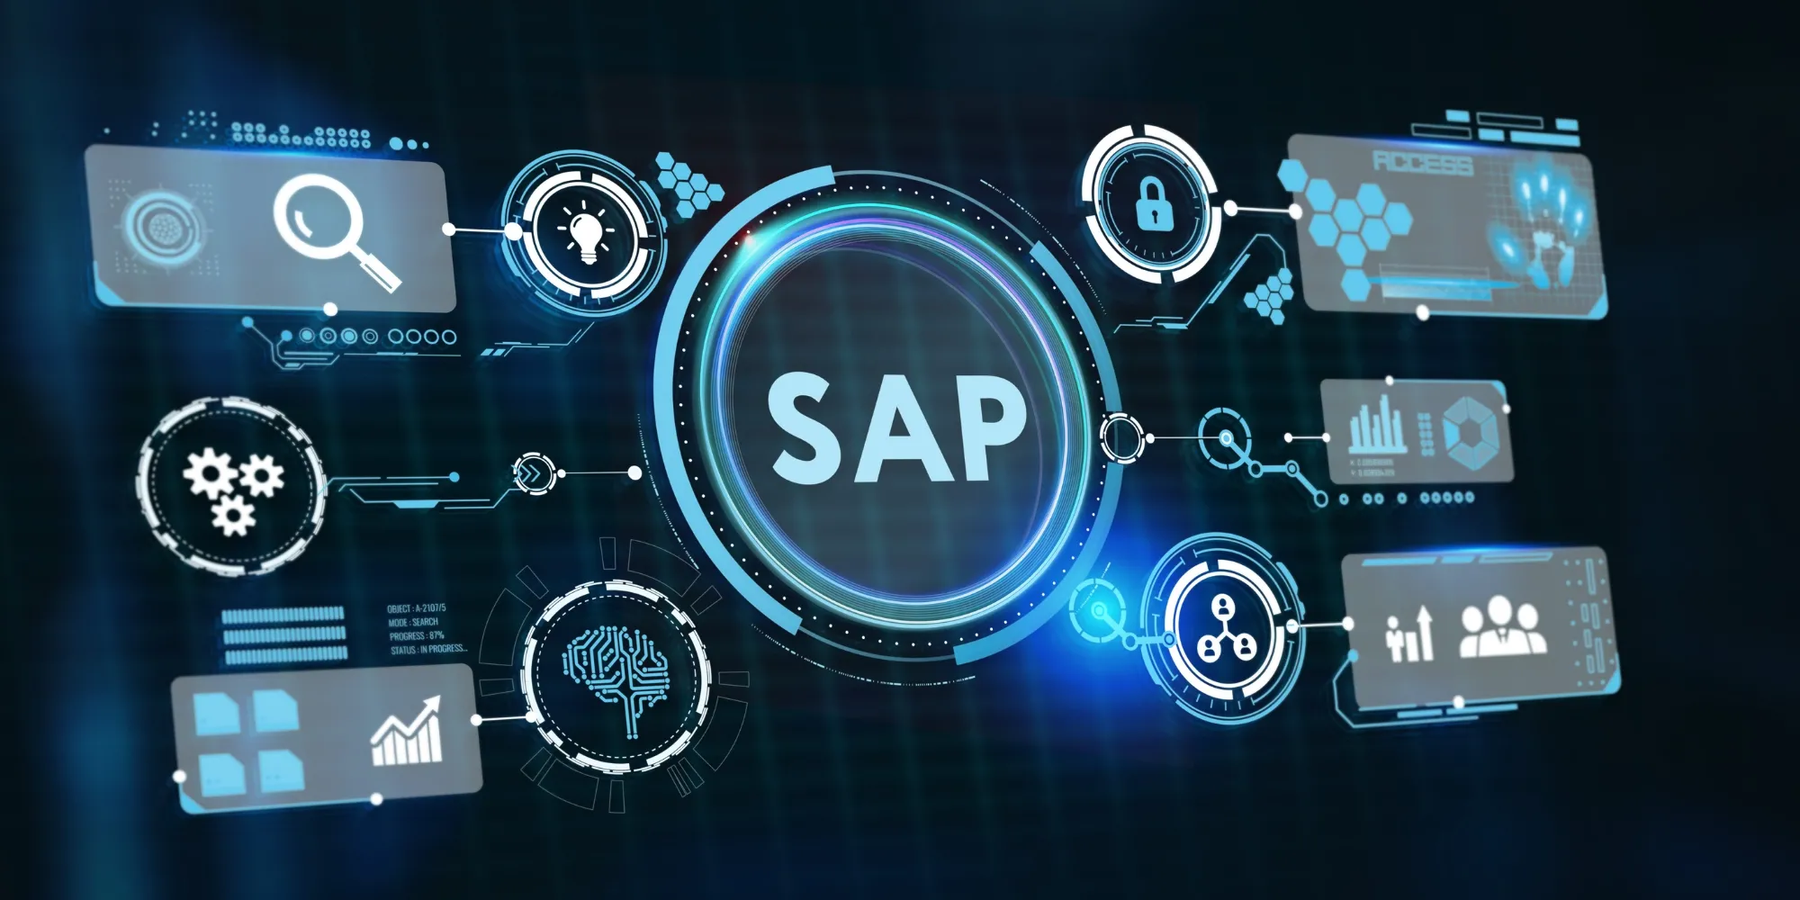 ACCESS
SAP
OBJECT : A-2107/5
MODE : SEARCH
PROGRESS : 87%
STATUS : IN PROGRESS...